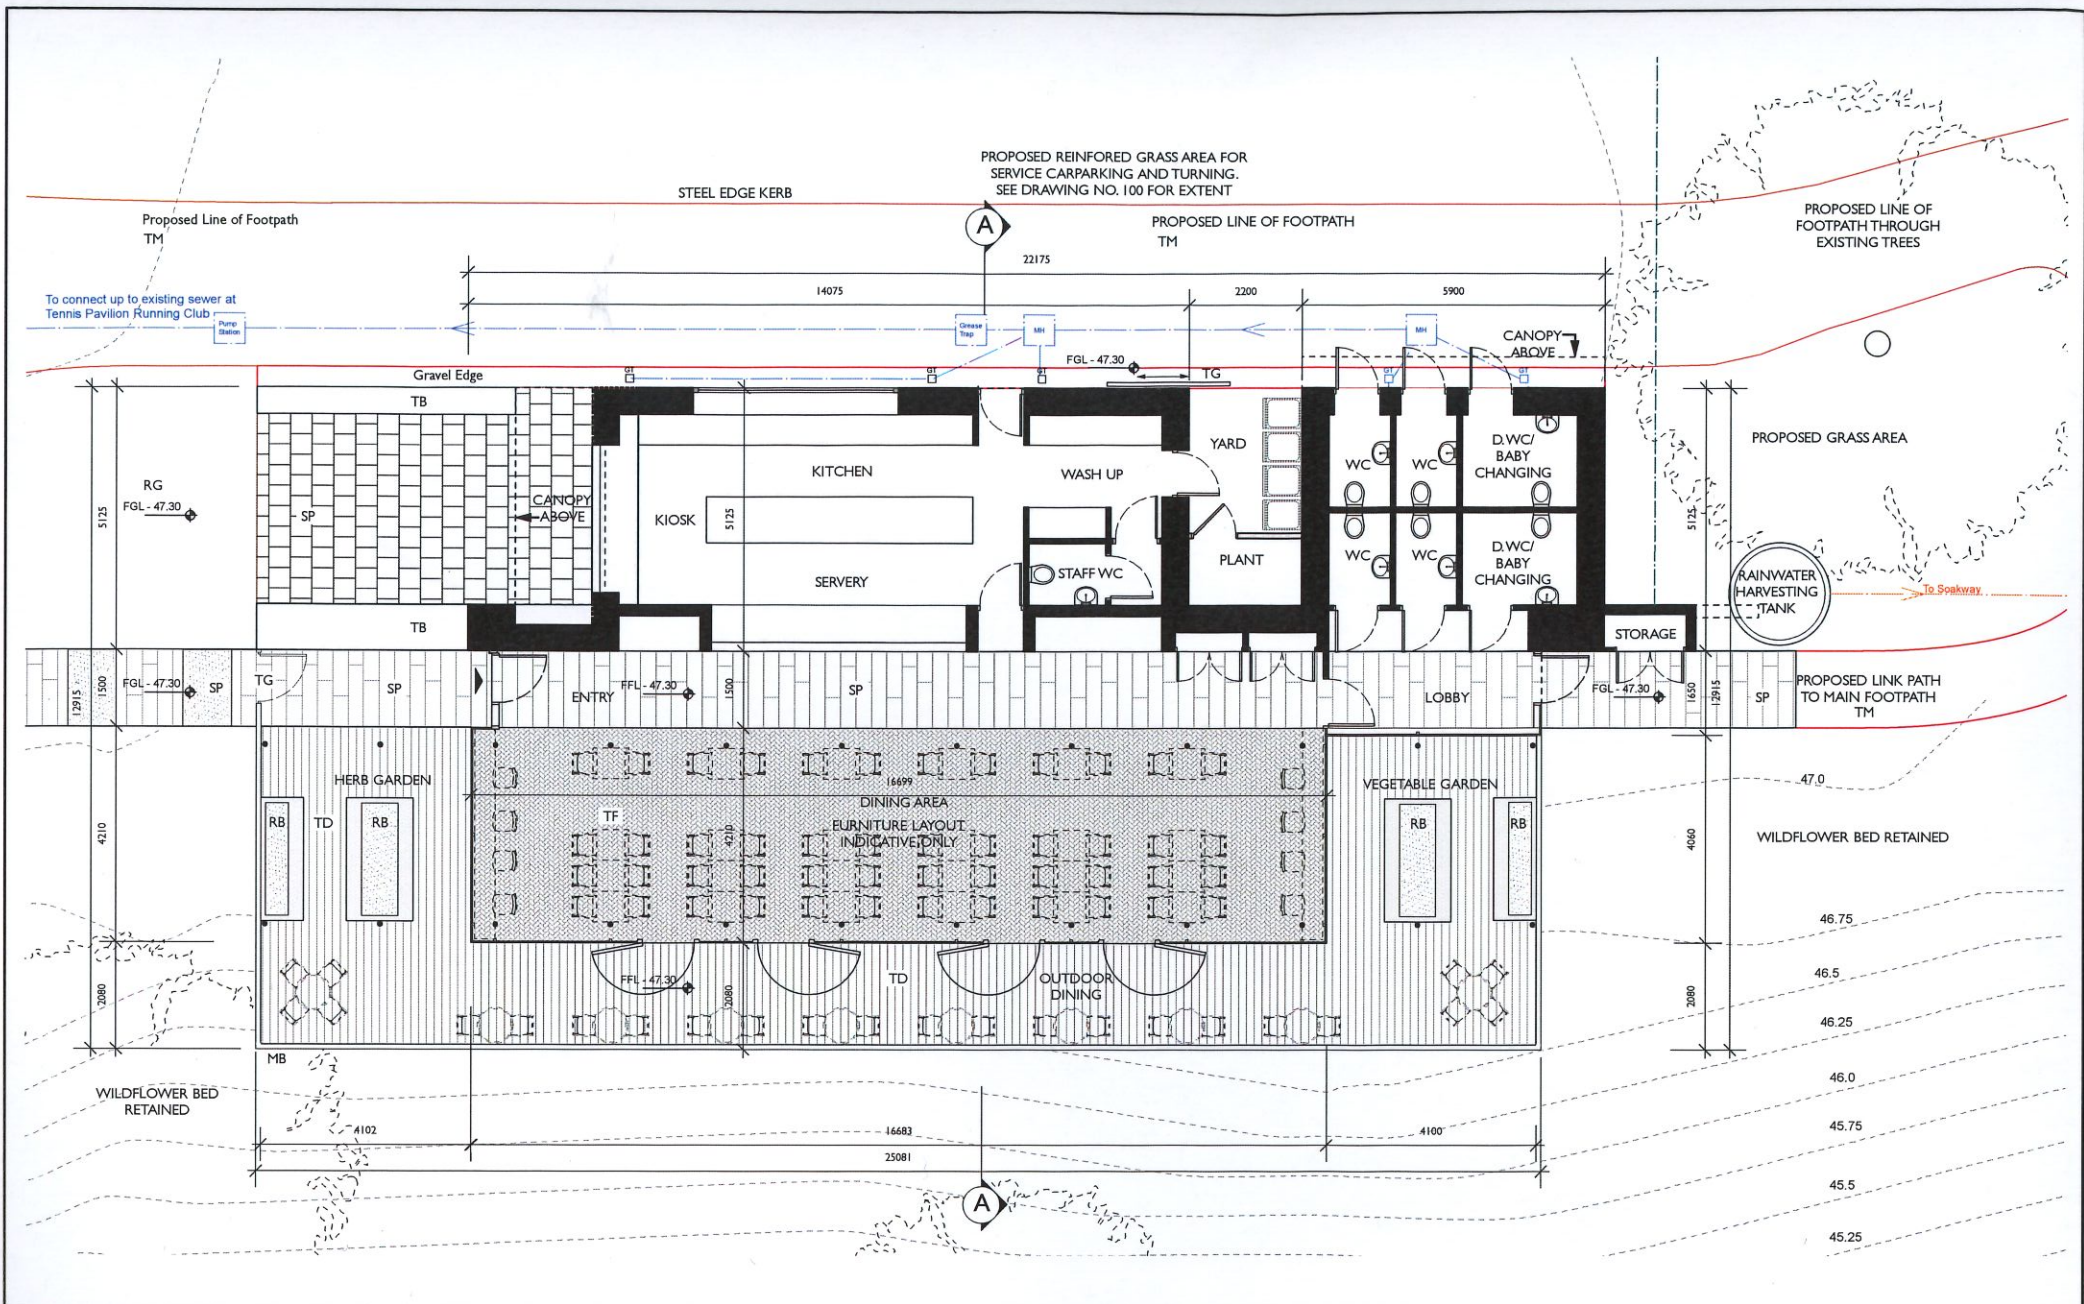 PROPOSED REINFORED GRASS AREA FOR
SERVICE CARPARKING AND TURNING.
SEE DRAWING NO. 100 FOR EXTENT
STEEL EDGE KERB
Proposed Line of Footpath
TM
A
PROPOSED LINE OF FOOTPATH
TM
PROPOSED LINE OF
FOOTPATH THROUGH
EXISTING TREES
22175
14075
2200
5900
To connect up to existing sewer at
Tennis Pavilion Running Club
Pump
Station
Grease
Trap
MH
MH
CANOPY
ABOVE
FGL - 47.30
TG
Gravel Edge
GT
GT
GT
GT
GT
TB
YARD
D.WC/
BABY
CHANGING
PROPOSED GRASS AREA
KITCHEN
WASH UP
WC
WC
RG
FGL - 47.30
SP
CANOPY
ABOVE
KIOSK
5125
5125
5125
SERVERY
STAFF WC
PLANT
WC
WC
D.WC/
BABY
CHANGING
RAINWATER
HARVESTING
TANK
To Soakway
TB
STORAGE
FGL - 47.30
SP
TG
SP
ENTRY
FFL - 47.30
SP
LOBBY
FGL - 47.30
SP
PROPOSED LINK PATH
TO MAIN FOOTPATH
TM
12915
1500
1500
1650
12915
HERB GARDEN
16699
DINING AREA
FURNITURE LAYOUT
INDICATIVE ONLY
VEGETABLE GARDEN
47.0
RB
TD
RB
TF
RB
RB
4210
4210
4060
WILDFLOWER BED RETAINED
46.75
46.5
FFL - 47.30
TD
OUTDOOR
DINING
2080
2080
2080
46.25
MB
46.0
WILDFLOWER BED
RETAINED
4102
16683
4100
45.75
25081
45.5
A
45.25